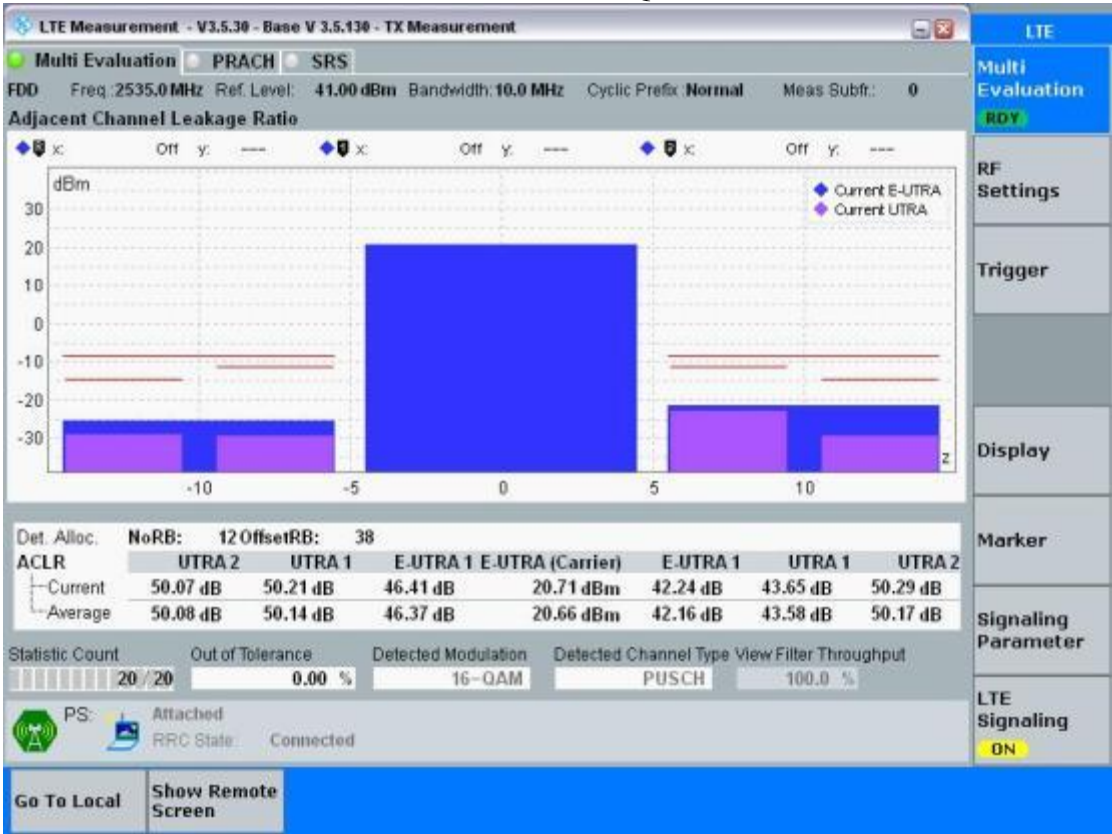 LTE Measurement - V3.5.30 - Base V 3.5.130 - TX Measurement
Multi Evaluation PRACH SRS
FDD Freq.:2535.0 MHz Ref. Level: 41.00 dBm Bandwidth: 10.0 MHz Cyclic Prefix :Normal Meas Subfr.: 0
Adjacent Channel Leakage Ratio
x: Off y: --- x: Off y: --- x: Off y: ---
dBm
Current E-UTRA
Current UTRA
30
20
10
0
-10
-20
-30
z
-10 -5 0 5 10
Det. Alloc. NoRB: 12 OffsetRB: 38
ACLR UTRA 2 UTRA 1 E-UTRA 1 E-UTRA (Carrier) E-UTRA 1 UTRA 1 UTRA 2
Current 50.07 dB 50.21 dB 46.41 dB 20.71 dBm 42.24 dB 43.65 dB 50.29 dB
Average 50.08 dB 50.14 dB 46.37 dB 20.66 dBm 42.16 dB 43.58 dB 50.17 dB
Statistic Count Out of Tolerance Detected Modulation Detected Channel Type View Filter Throughput
20 / 20 0.00 % 16-QAM PUSCH 100.0 %
PS: Attached
RRC State: Connected
Go To Local Show Remote Screen
LTE
Multi
Evaluation
RDY
RF
Settings
Trigger
Display
Marker
Signaling
Parameter
LTE
Signaling
ON